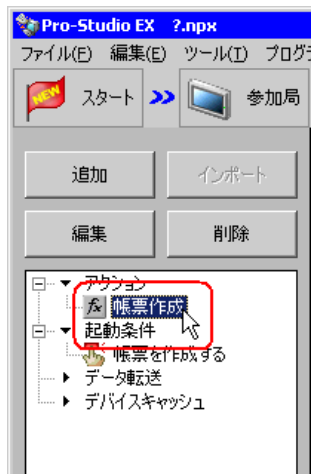 Pro-Studio EX ?.npx
ファイル(F) 編集(E) ツール(T) プログ
NEW スタート 参加局
追加 インポート
編集 削除
アクション
fx 帳票作成
起動条件
帳票を作成する
データ転送
デバイスキャッシュ